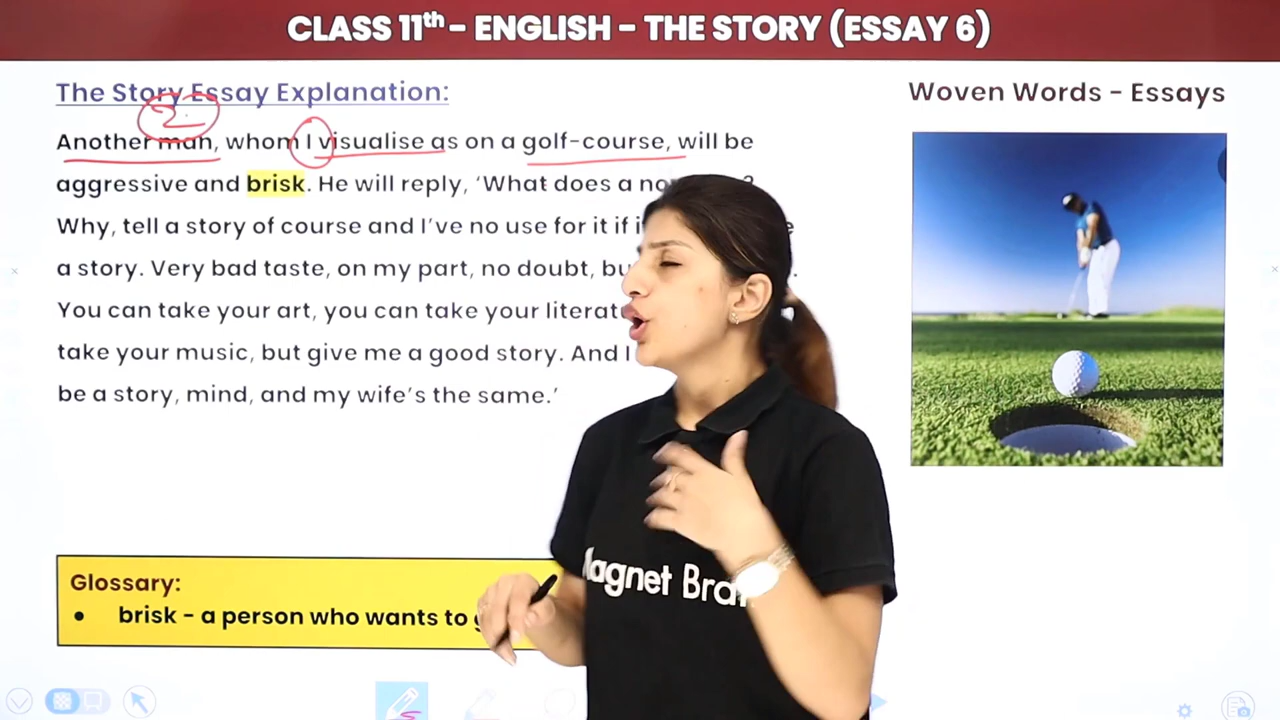 CLASS 11th - ENGLISH - THE STORY (ESSAY 6)
The Story Essay Explanation:
Woven Words - Essays
2
Another man, whom I visualise as on a golf-course, will be
aggressive and brisk. He will reply, ‘What does a
Why, tell a story of course and I’ve no use for it if
a story. Very bad taste, on my part, no doubt,
You can take your art, you can take your
take your music, but give me a good story. And I
be a story, mind, and my wife’s the same.’
Glossary:
• brisk - a person who wants to
Magnet